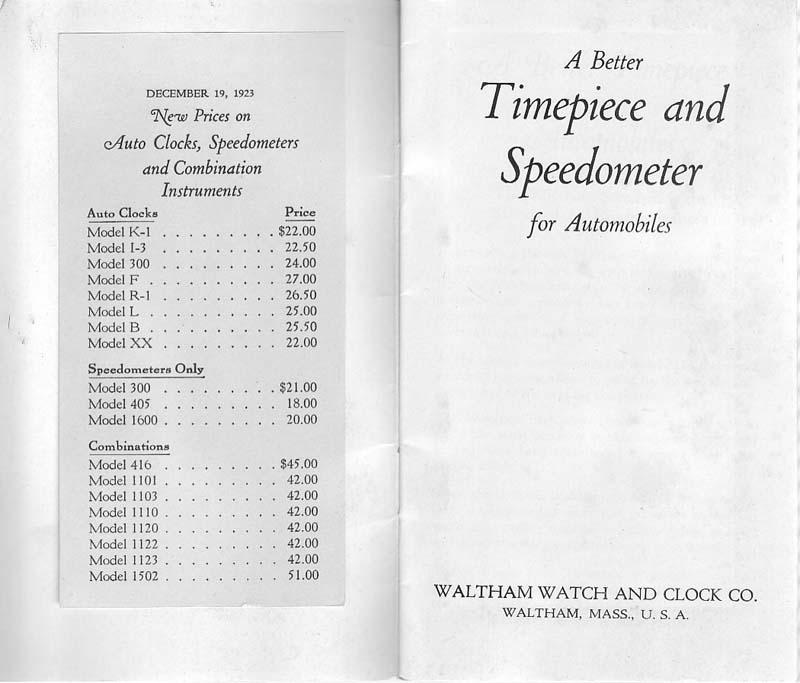 DECEMBER 19, 1923
New Prices on
Auto Clocks, Speedometers
and Combination
Instruments
Auto Clocks Price
Model K-1 . . . . . . . . . $22.00
Model I-3 . . . . . . . . . 22.50
Model 300 . . . . . . . . . 24.00
Model F . . . . . . . . . . 27.00
Model R-1 . . . . . . . . . 26.50
Model L . . . . . . . . . . 25.00
Model B . . . . . . . . . . 25.50
Model XX . . . . . . . . . 22.00
Speedometers Only
Model 300 . . . . . . . . . $21.00
Model 405 . . . . . . . . . 18.00
Model 1600 . . . . . . . . . 20.00
Combinations
Model 416 . . . . . . . . . $45.00
Model 1101 . . . . . . . . . 42.00
Model 1103 . . . . . . . . . 42.00
Model 1110 . . . . . . . . . 42.00
Model 1120 . . . . . . . . . 42.00
Model 1122 . . . . . . . . . 42.00
Model 1123 . . . . . . . . . 42.00
Model 1502 . . . . . . . . . 51.00
A Better
Timepiece and
Speedometer
for Automobiles
WALTHAM WATCH AND CLOCK CO.
WALTHAM, MASS., U. S. A.